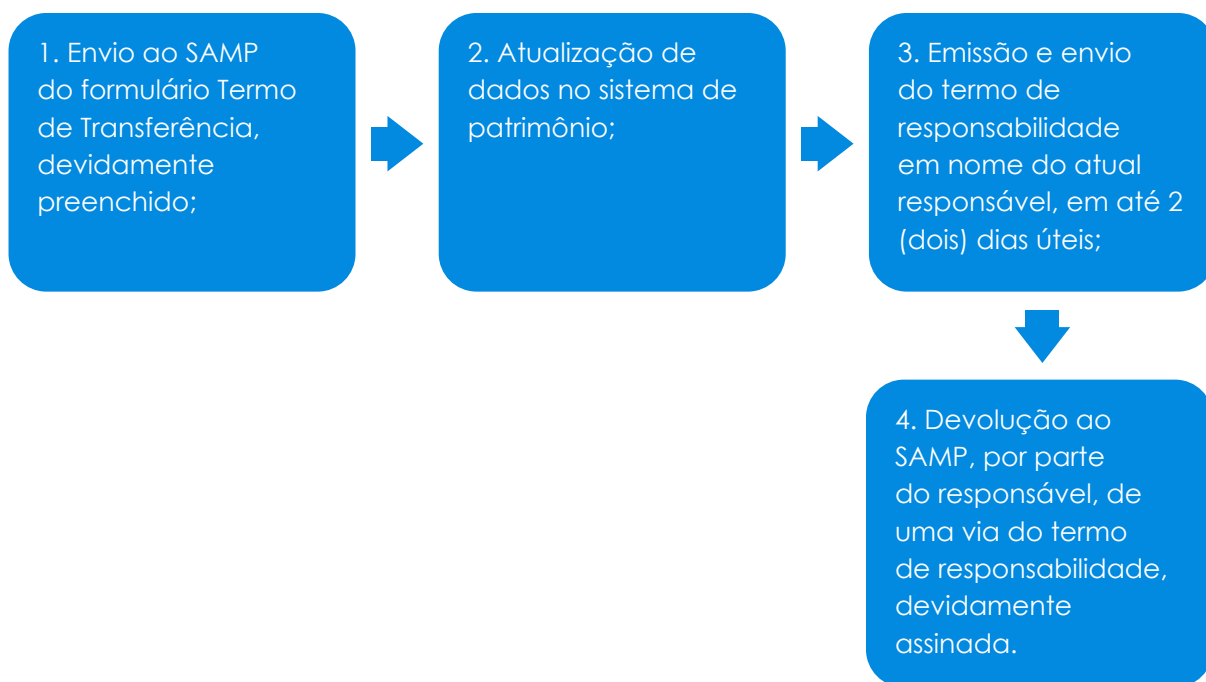 1. Envio ao SAMP
do formulário Termo
de Transferência,
devidamente
preenchido;
2. Atualização de
dados no sistema de
patrimônio;
3. Emissão e envio
do termo de
responsabilidade
em nome do atual
responsável, em até 2
(dois) dias úteis;
4. Devolução ao
SAMP, por parte
do responsável, de
uma via do termo
de responsabilidade,
devidamente
assinada.